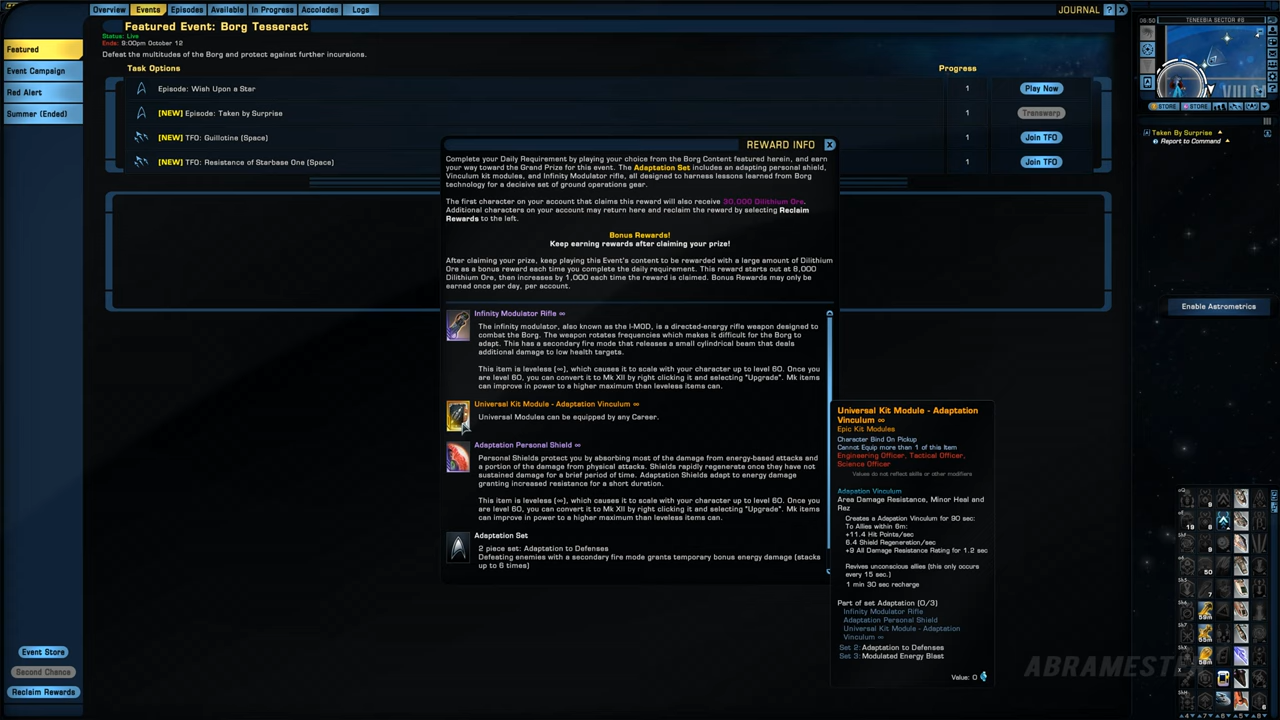 Overview Events Episodes Available In Progress Accolades Logs JOURNAL ? X
Featured Event: Borg Tesseract
Status: Live
Ends: 9:00pm October 12
Defeat the multitudes of the Borg and protect against further incursions.
Featured
Event Campaign
Red Alert
Summer (Ended)
Task Options Progress
Episode: Wish Upon a Star 1 Play Now
[NEW] Episode: Taken by Surprise 1 Transwarp
[NEW] TFO: Guillotine (Space) 1 Join TFO
[NEW] TFO: Resistance of Starbase One (Space) 1 Join TFO
REWARD INFO
Complete your Daily Requirement by playing your choice from the Borg Content featured herein, and earn
your way toward the Grand Prize for this event. The Adaptation Set includes an adapting personal shield,
Vinculum kit modules, and Infinity Modulator rifle, all designed to harness lessons learned from Borg
technology for a decisive set of ground operations gear.
The first character on your account that claims this reward will also receive 30,000 Dilithium Ore.
Additional characters on your account may return here and reclaim the reward by selecting Reclaim
Rewards to the left.
Bonus Rewards!
Keep earning rewards after claiming your prize!
After claiming your prize, keep playing this Event's content to be rewarded with a large amount of Dilithium
Ore as a bonus reward each time you complete the daily requirement. This reward starts out at 8,000
Dilithium Ore, then increases by 1,000 each time the reward is claimed. Bonus Rewards may only be
earned once per day, per account.
Infinity Modulator Rifle ∞
The infinity modulator, also known as the I-MOD, is a directed-energy rifle weapon designed to
combat the Borg. The weapon rotates frequencies which makes it difficult for the Borg to
adapt. This has a secondary fire mode that releases a small cylindrical beam that deals
additional damage to low health targets.
This item is leveless (∞), which causes it to scale with your character up to level 60. Once you
are level 60, you can convert it to Mk XII by right clicking it and selecting "Upgrade". Mk items
can improve in power to a higher maximum than leveless items can.
Universal Kit Module - Adaptation Vinculum ∞
Universal Modules can be equipped by any Career.
Adaptation Personal Shield ∞
Personal Shields protect you by absorbing most of the damage from energy-based attacks and
a portion of the damage from physical attacks. Shields rapidly regenerate once they have not
sustained damage for a brief period of time. Adaptation Shields adapt to energy damage
granting increased resistance for a short duration.
This item is leveless (∞), which causes it to scale with your character up to level 60. Once you
are level 60, you can convert it to Mk XII by right clicking it and selecting "Upgrade". Mk items
can improve in power to a higher maximum than leveless items can.
Adaptation Set
2 piece set: Adaptation to Defenses
Defeating enemies with a secondary fire mode grants temporary bonus energy damage (stacks
up to 6 times)
Universal Kit Module - Adaptation
Vinculum ∞
Epic Kit Modules
Character Bind On Pickup
Cannot Equip more than 1 of this item
Engineering Officer, Tactical Officer,
Science Officer
Values do not reflect skills or other modifiers
Adapation Vinculum
Area Damage Resistance, Minor Heal and
Rez
Creates a Adapation Vinculum for 90 sec:
To Allies within 6m:
+11.4 Hit Points/sec
6.4 Shield Regeneration/sec
+9 All Damage Resistance Rating for 1.2 sec
Revives unconscious allies (this only occurs
every 15 sec.)
1 min 30 sec recharge
Part of set Adaptation (0/3)
Infinity Modulator Rifle
Adaptation Personal Shield
Universal Kit Module - Adaptation
Vinculum ∞
Set 2: Adaptation to Defenses
Set 3: Modulated Energy Blast
Value: 0
Event Store
Second Chance
Reclaim Rewards
06:50 TENEEBIA SECTOR #6
VULC
STORE STORE
Taken By Surprise
Report to Command
Enable Astrometrics